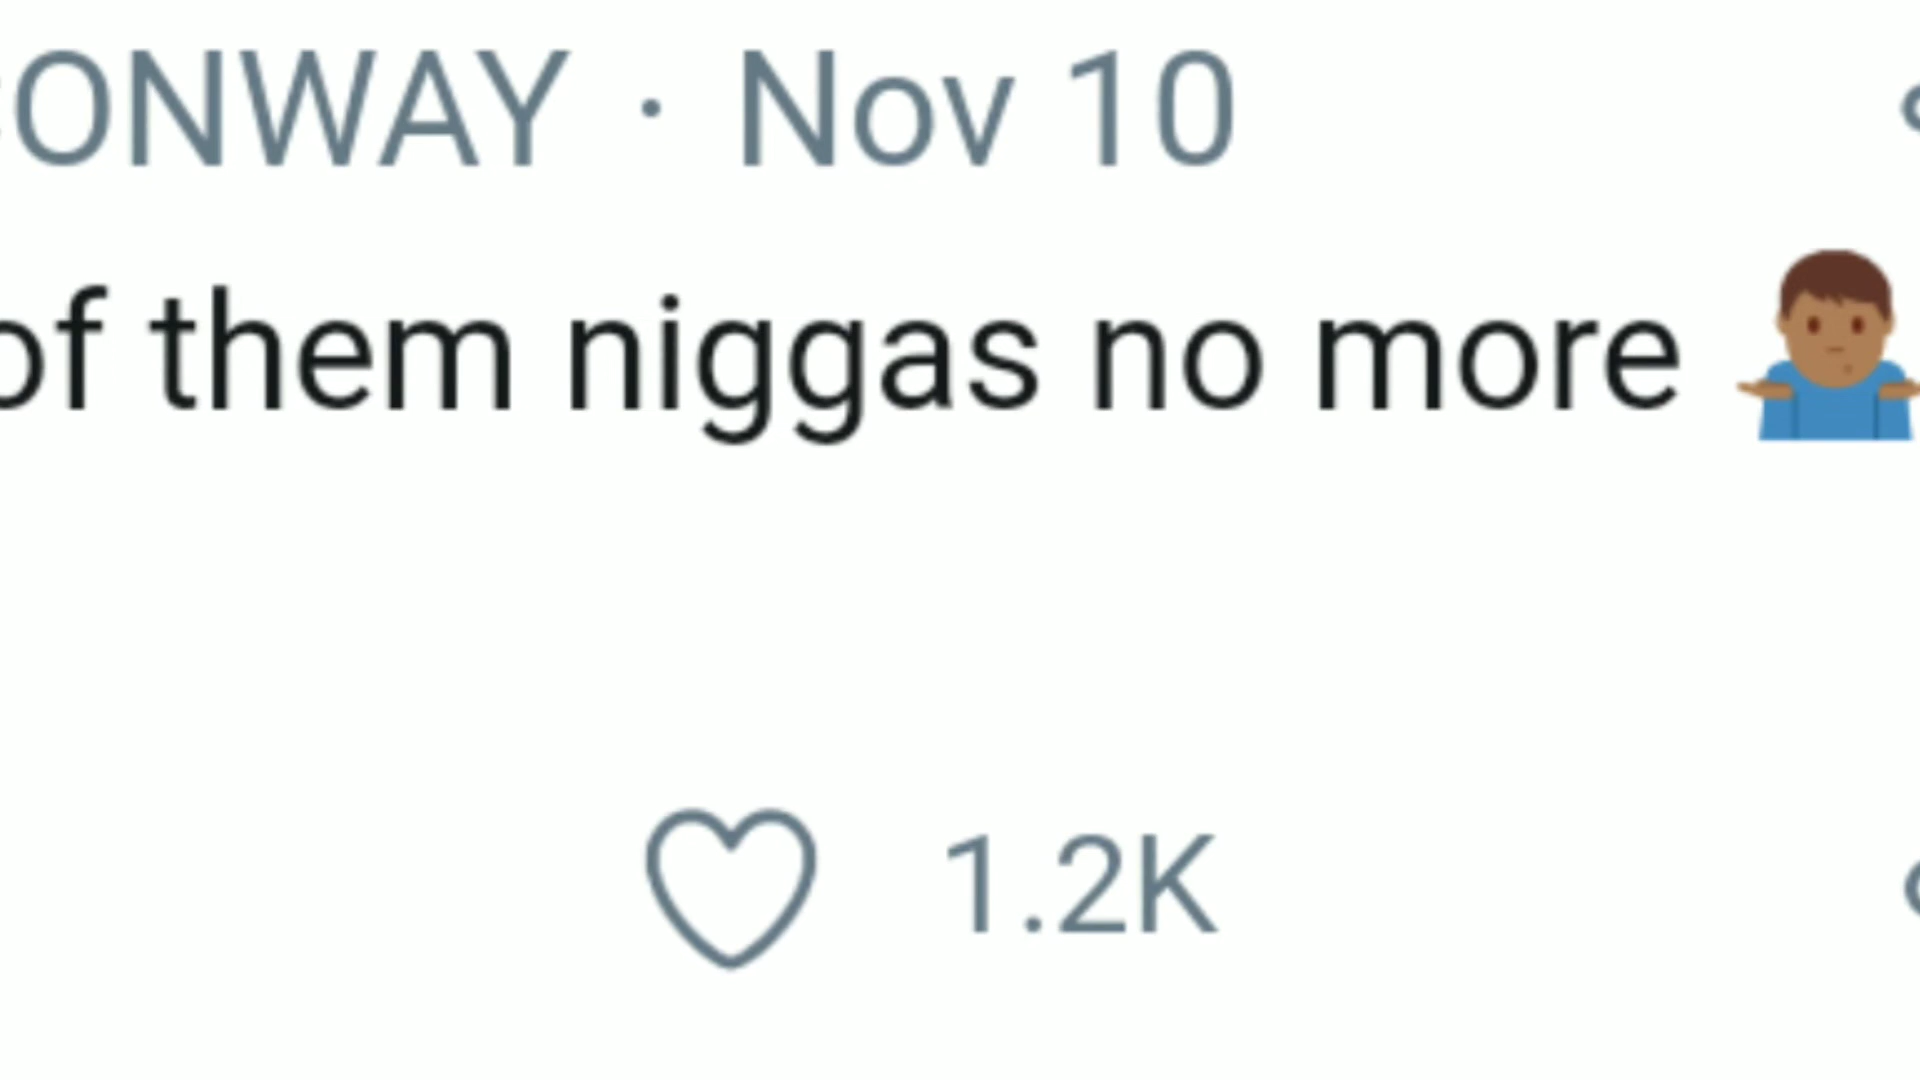 ONWAY · Nov 10
of them niggas no more 🤷🏾‍♂️
1.2K